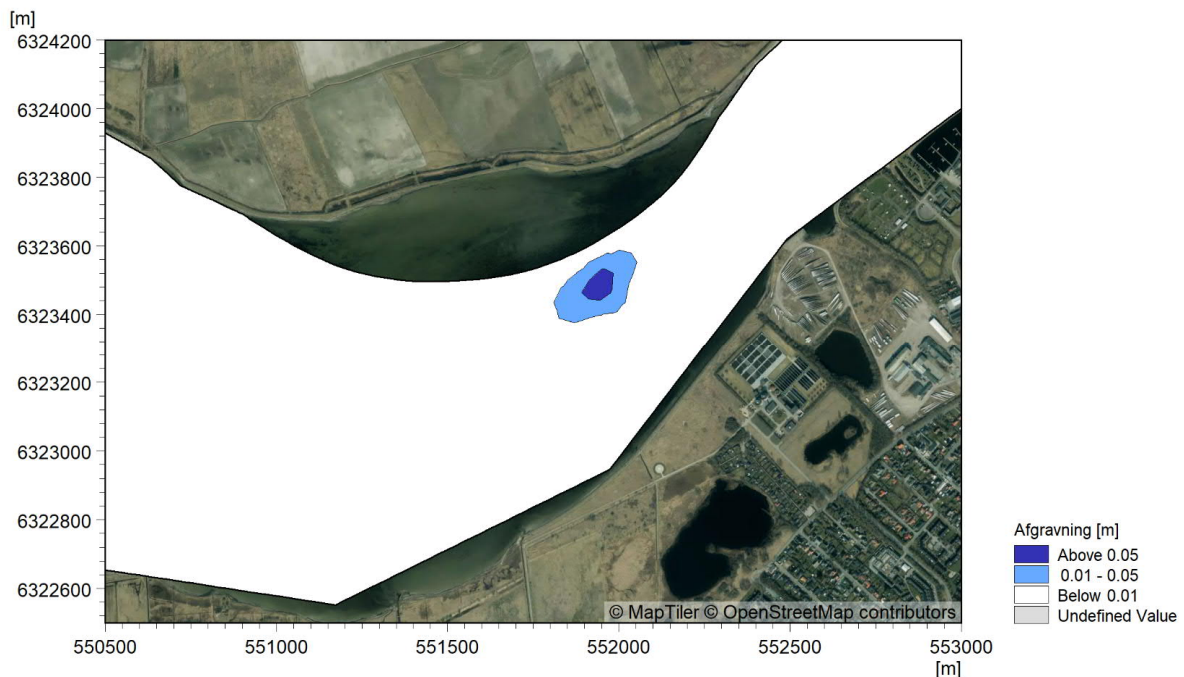 [m]
6324200
6324000
6323800
6323600
6323400
6323200
6323000
6322800
6322600
© MapTiler © OpenStreetMap contributors
550500 551000 551500 552000 552500 553000
[m]
Afgravning [m]
Above 0.05
0.01 - 0.05
Below 0.01
Undefined Value